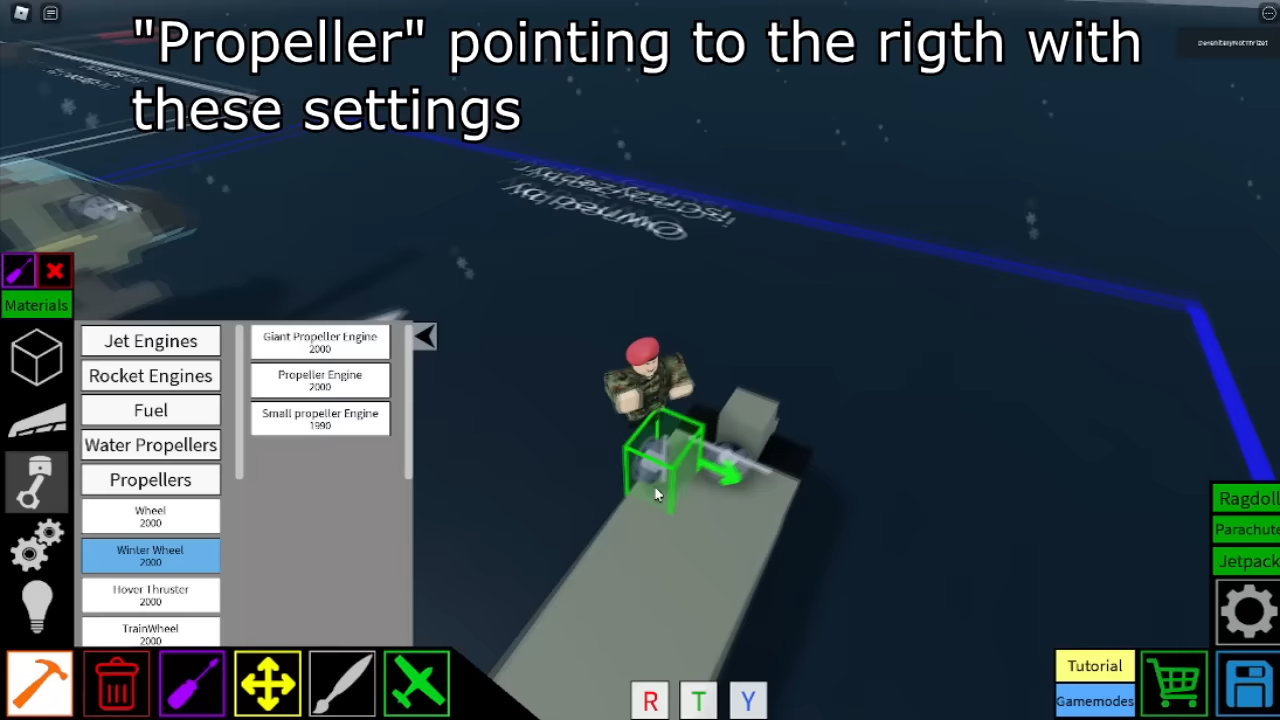 "Propeller" pointing to the rigth with
these settings
Materials
Jet Engines
Rocket Engines
Fuel
Water Propellers
Propellers
Wheel
2000
Winter Wheel
2000
Hover Thruster
2000
TrainWheel
2000
Giant Propeller Engine
2000
Propeller Engine
2000
Small propeller Engine
1990
Owned by
Ragdoll
Parachute
Jetpack
Tutorial
Gamemodes
R
T
Y